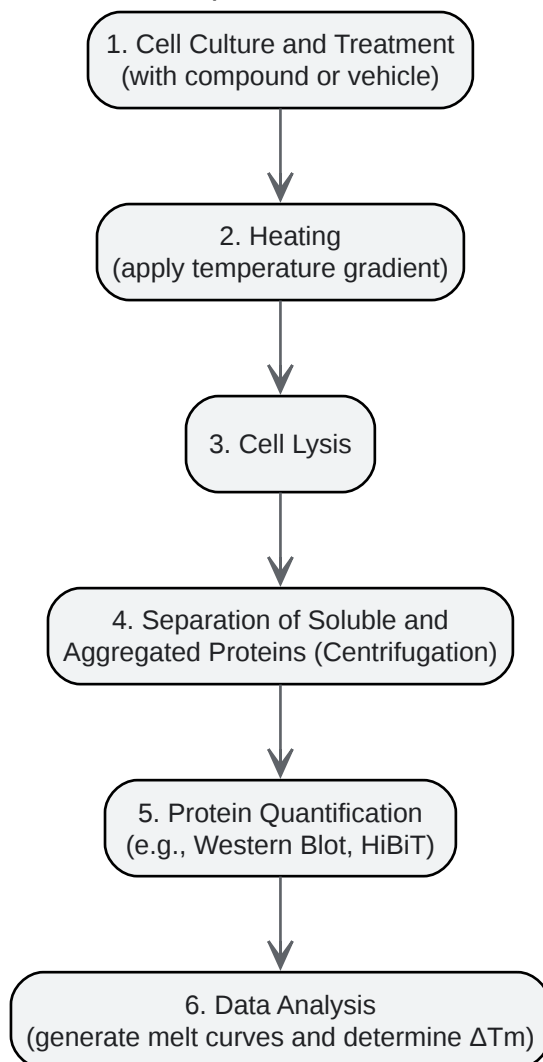 1. Cell Culture and Treatment
(with compound or vehicle)
2. Heating
(apply temperature gradient)
3. Cell Lysis
4. Separation of Soluble and
Aggregated Proteins (Centrifugation)
5. Protein Quantification
(e.g., Western Blot, HiBiT)
6. Data Analysis
(generate melt curves and determine ΔTm)